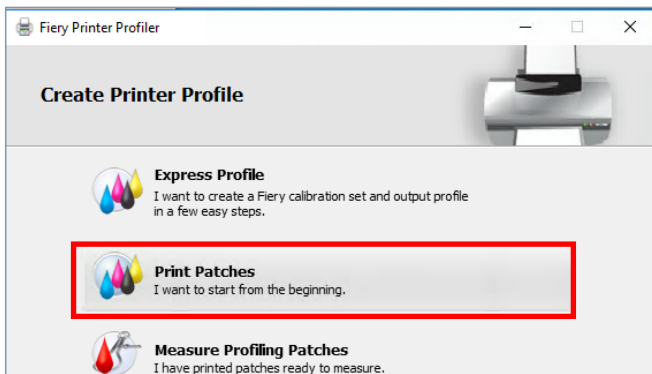 Fiery Printer Profiler
Create Printer Profile
Express Profile
I want to create a Fiery calibration set and output profile
in a few easy steps.
Print Patches
I want to start from the beginning.
Measure Profiling Patches
I have printed patches ready to measure.